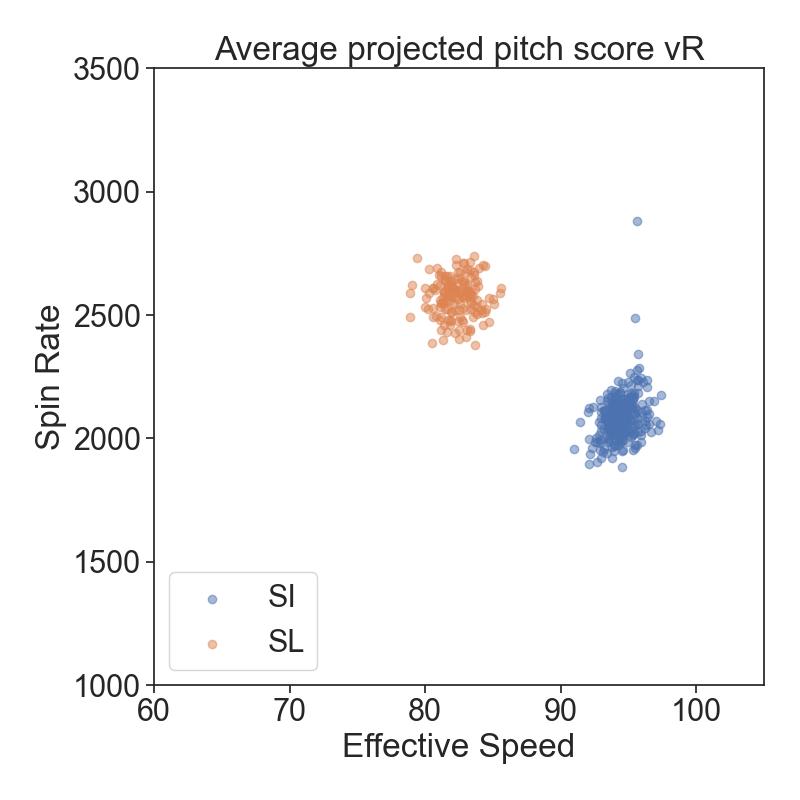 Average projected pitch score vR
3500
3000
2500
2000
1500
1000
Spin Rate
SI
SL
60 70 80 90 100
Effective Speed